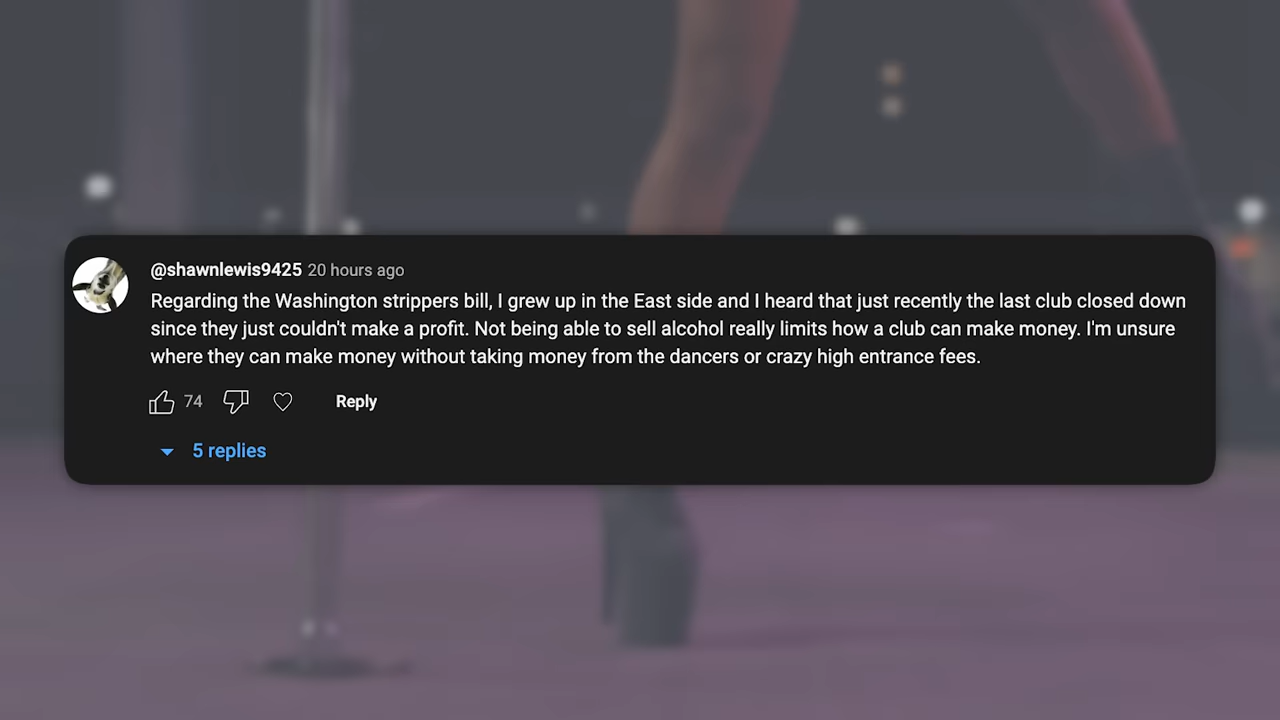 @shawnlewis9425 20 hours ago
Regarding the Washington strippers bill, I grew up in the East side and I heard that just recently the last club closed down
since they just couldn't make a profit. Not being able to sell alcohol really limits how a club can make money. I'm unsure
where they can make money without taking money from the dancers or crazy high entrance fees.
74 Reply
5 replies